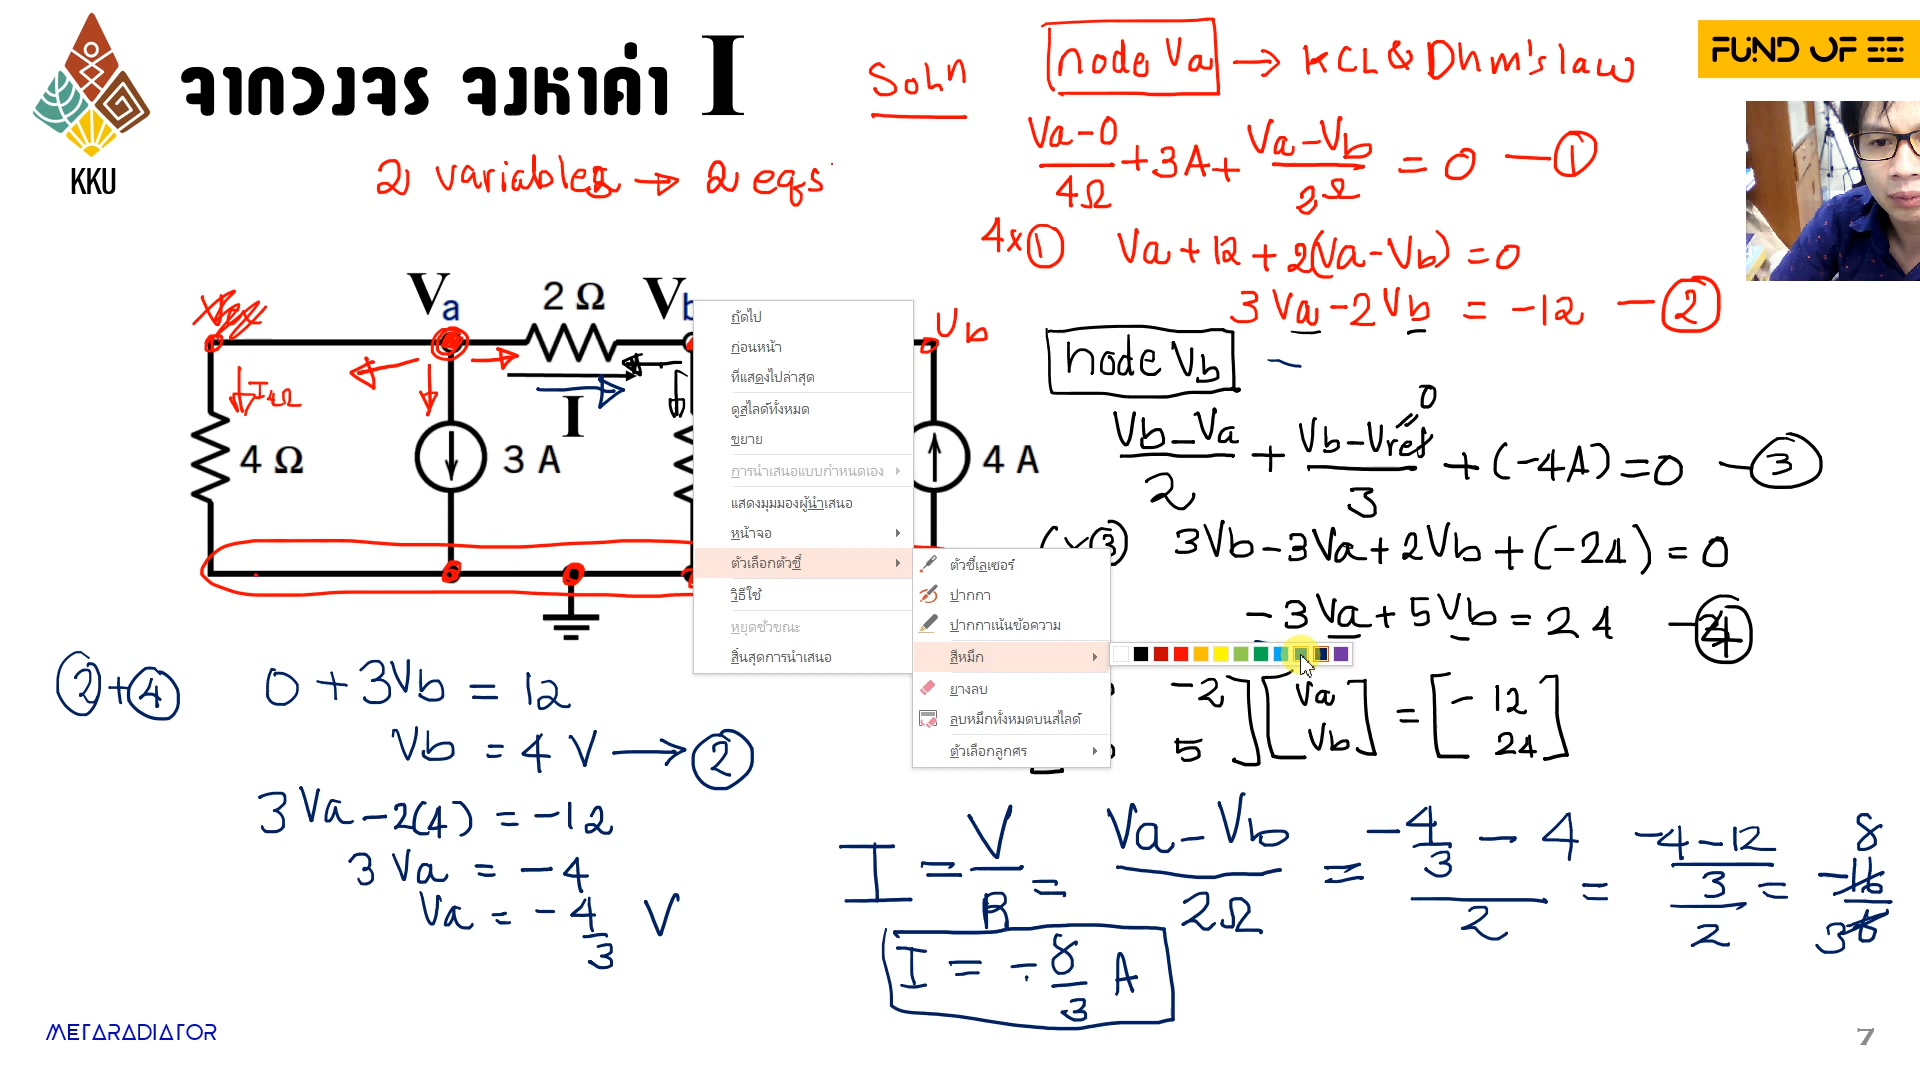 KKU
จากวงจร จงหาค่า I
Soln
node Va → KCL & Ohm's law
FUND OF EE
2 variables → 2 eqs
Va-0/4Ω + 3A + Va-Vb/2Ω = 0 — ①
4x① Va + 12 + 2(Va-Vb) = 0
3Va - 2Vb = -12 — ②
Va
2 Ω
Vb
I4Ω
I
4 Ω
3 A
4 A
node Vb
Vb-Va/2 + Vb-Vref/3 + (-4A) = 0 — ③
0
3Vb - 3Va + 2Vb + (-24) = 0
-3Va + 5Vb = 24 — ④
-2 [Va = [-12
5 Vb] 24]
ถัดไป
ก่อนหน้า
ที่แสดงไปล่าสุด
ดูสไลด์ทั้งหมด
ขยาย
การนำเสนอแบบกำหนดเอง
แสดงมุมมองผู้นำเสนอ
หน้าจอ
ตัวเลือกตัวชี้
วิธีใช้
หยุดชั่วขณะ
สิ้นสุดการนำเสนอ
ตัวชี้เลเซอร์
ปากกา
ปากกาเน้นข้อความ
สีหมึก
ยางลบ
ลบหมึกทั้งหมดบนสไลด์
ตัวเลือกลูกศร
②+④ 0 + 3Vb = 12
Vb = 4 V → ②
3Va - 2(4) = -12
3Va = -4
Va = -4/3 V
I = V/R = Va-Vb/2Ω = -4/3 - 4/2 = -4-12/3/2 = -16/6
8
3
I = -8/3 A
METARADIATOR
7